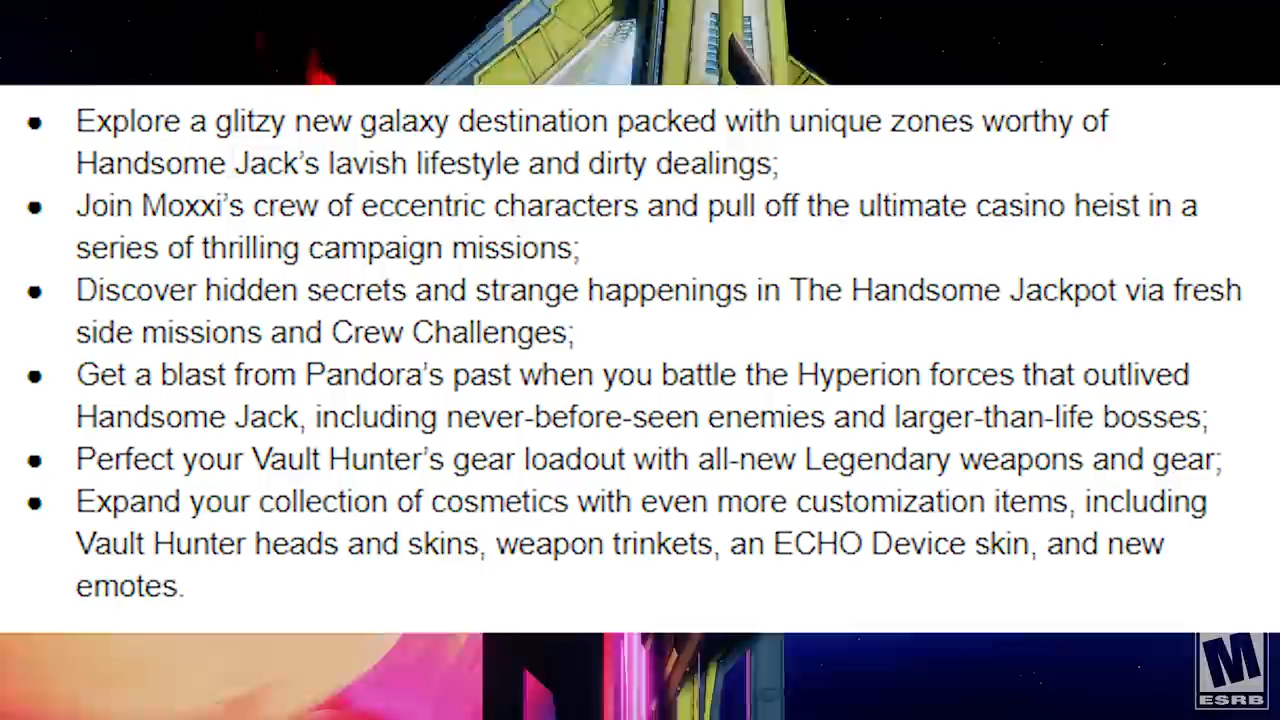 ● Explore a glitzy new galaxy destination packed with unique zones worthy of
Handsome Jack’s lavish lifestyle and dirty dealings;
● Join Moxxi’s crew of eccentric characters and pull off the ultimate casino heist in a
series of thrilling campaign missions;
● Discover hidden secrets and strange happenings in The Handsome Jackpot via fresh
side missions and Crew Challenges;
● Get a blast from Pandora’s past when you battle the Hyperion forces that outlived
Handsome Jack, including never-before-seen enemies and larger-than-life bosses;
● Perfect your Vault Hunter’s gear loadout with all-new Legendary weapons and gear;
● Expand your collection of cosmetics with even more customization items, including
Vault Hunter heads and skins, weapon trinkets, an ECHO Device skin, and new
emotes.
M
ESRB